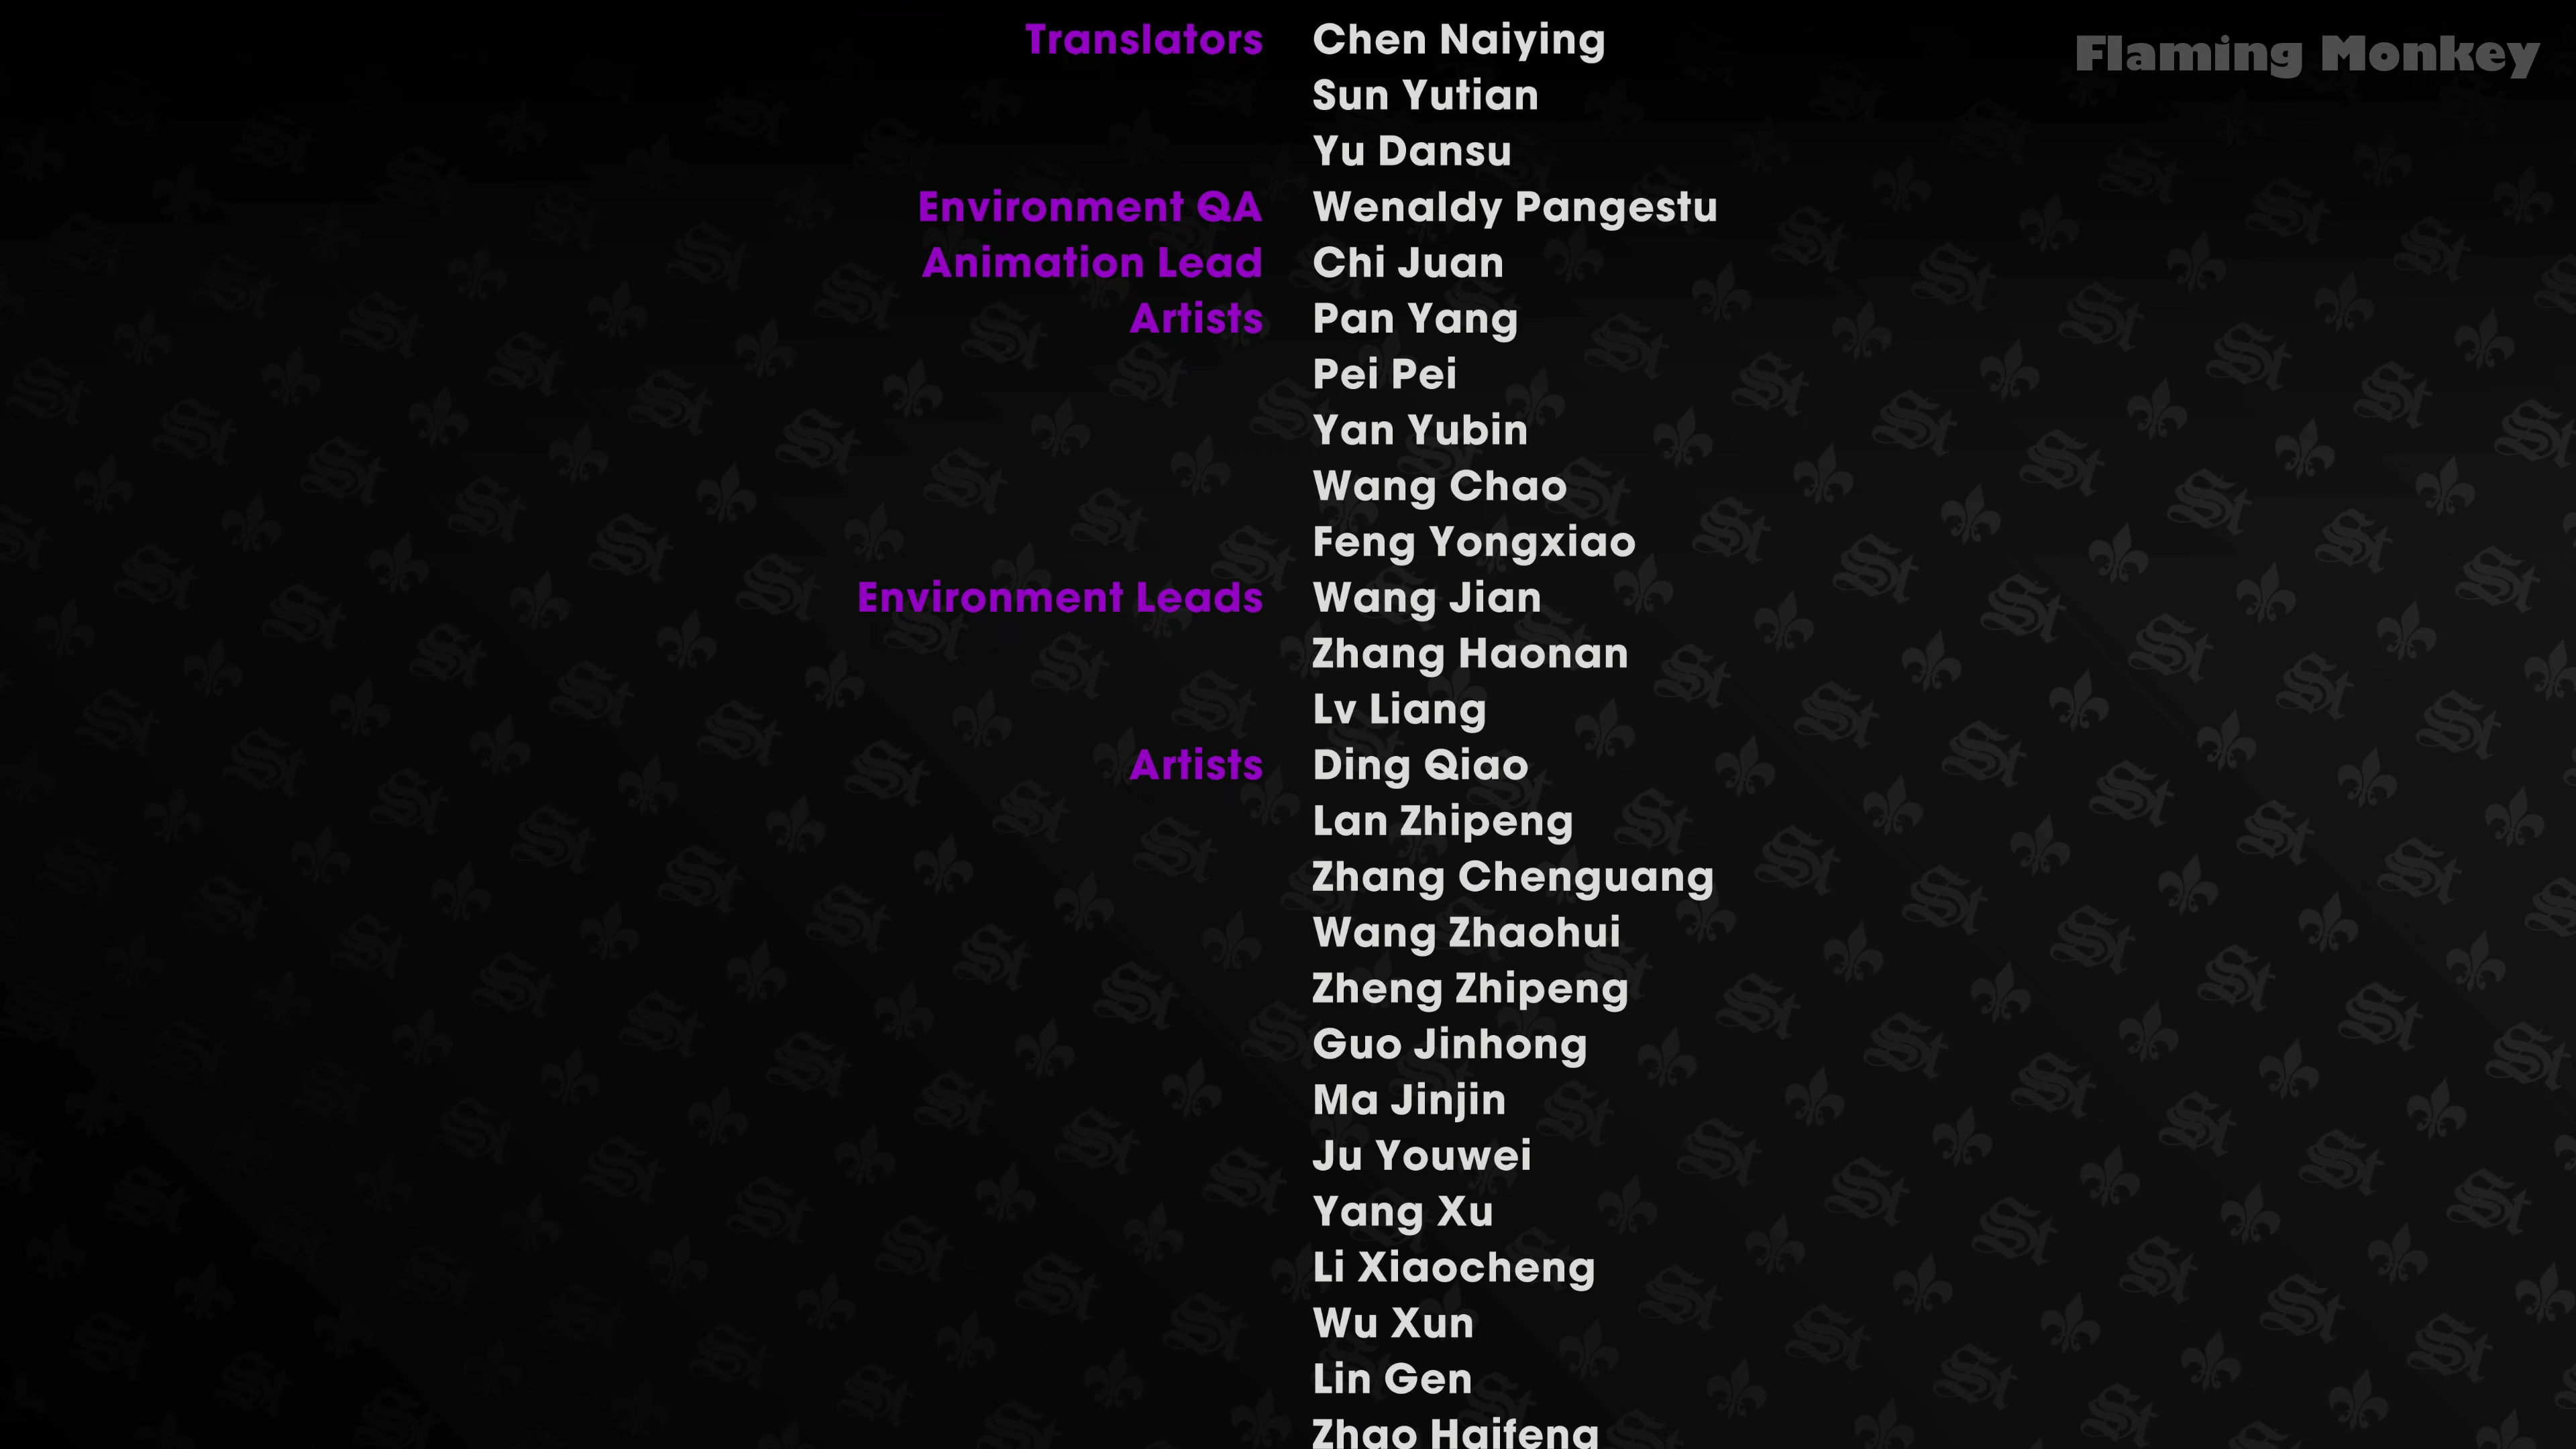 Flaming Monkey
Translators Chen Naiying
Sun Yutian
Yu Dansu
Environment QA Wenaldy Pangestu
Animation Lead Chi Juan
Artists Pan Yang
Pei Pei
Yan Yubin
Wang Chao
Feng Yongxiao
Environment Leads Wang Jian
Zhang Haonan
Lv Liang
Artists Ding Qiao
Lan Zhipeng
Zhang Chenguang
Wang Zhaohui
Zheng Zhipeng
Guo Jinhong
Ma Jinjin
Ju Youwei
Yang Xu
Li Xiaocheng
Wu Xun
Lin Gen
Zhao Haifeng